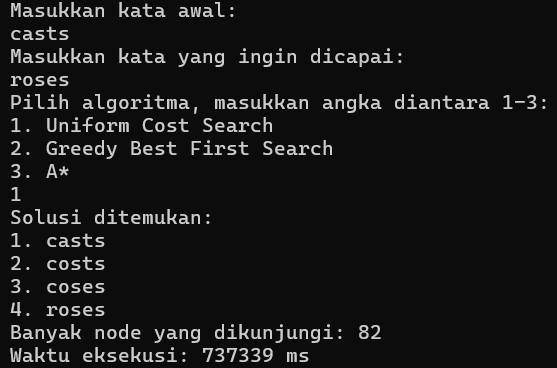 Masukkan kata awal:
casts
Masukkan kata yang ingin dicapai:
roses
Pilih algoritma, masukkan angka diantara 1-3:
1. Uniform Cost Search
2. Greedy Best First Search
3. A*
1
Solusi ditemukan:
1. casts
2. costs
3. coses
4. roses
Banyak node yang dikunjungi: 82
Waktu eksekusi: 737339 ms